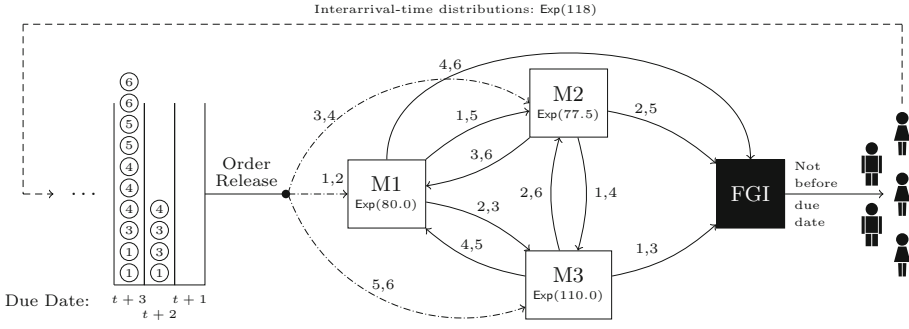 Interarrival-time distributions: Exp(118)
6
6
5
5
4
4
4 4
3 3
1 3
1 1
. . .
Order
Release
3,4
1,2
5,6
M1
Exp(80.0)
4,6
1,5
3,6
2,3
4,5
M2
Exp(77.5)
2,5
2,6
1,4
M3
Exp(110.0)
1,3
FGI
Not
before
due
date
Due Date:
t + 3
t + 2
t + 1